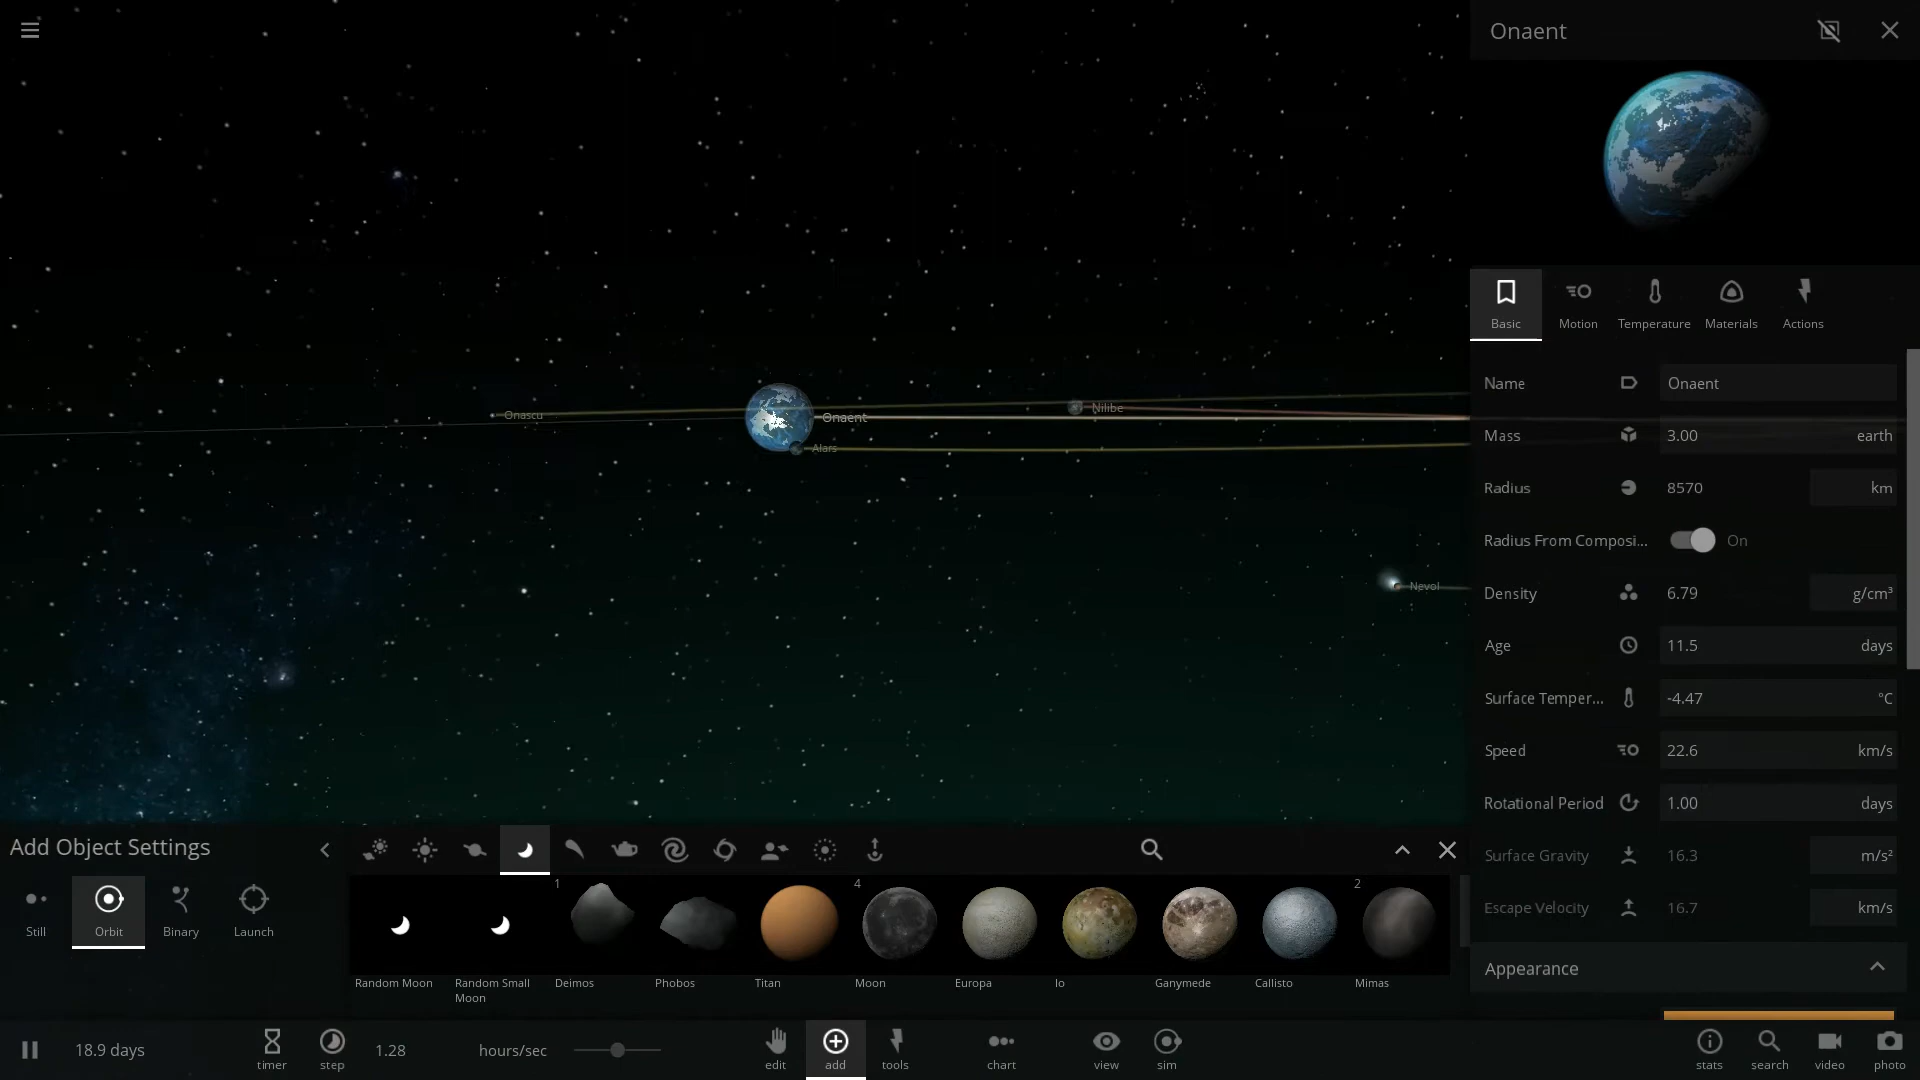 Onaent
Onascu
Onaent
Nilibe
Alars
Nevol
Basic
Motion
Temperature
Materials
Actions
Name Onaent
Mass 3.00 earth
Radius 8570 km
Radius From Composi... On
Density 6.79 g/cm³
Age 11.5 days
Surface Temper... -4.47 °C
Speed 22.6 km/s
Rotational Period 1.00 days
Surface Gravity 16.3 m/s²
Escape Velocity 16.7 km/s
Appearance
Add Object Settings
Still
Orbit
Binary
Launch
1
4
2
Random Moon
Random Small
Moon
Deimos
Phobos
Titan
Moon
Europa
Io
Ganymede
Callisto
Mimas
18.9 days
timer
step
1.28
hours/sec
edit
add
tools
chart
view
sim
stats
search
video
photo